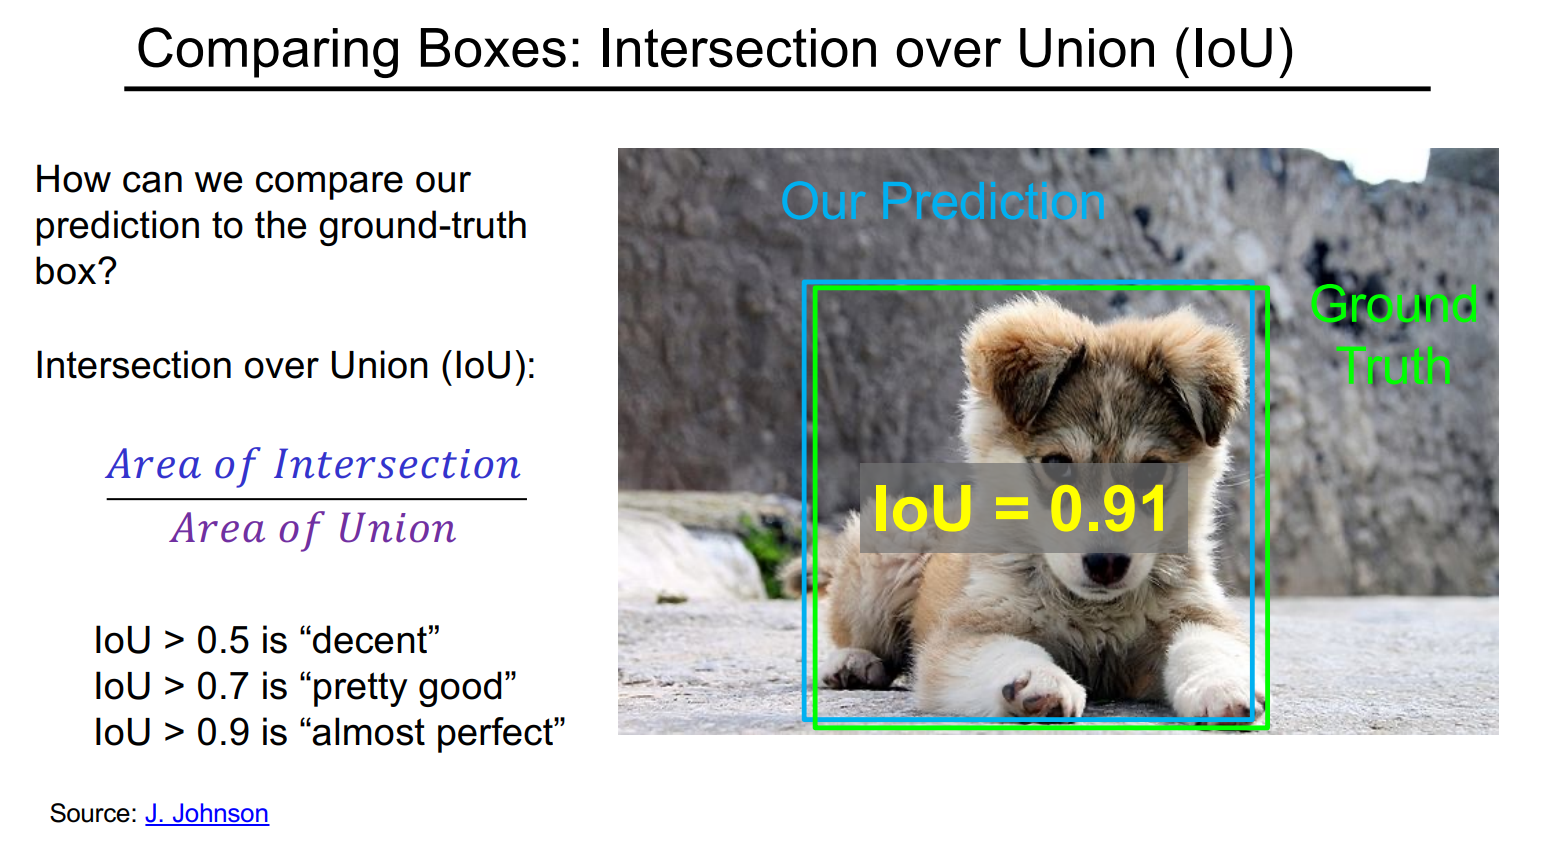 Comparing Boxes: Intersection over Union (IoU)
How can we compare our
prediction to the ground-truth
box?
Intersection over Union (IoU):
Area of Intersection
Area of Union
IoU > 0.5 is “decent”
IoU > 0.7 is “pretty good”
IoU > 0.9 is “almost perfect”
Source: J. Johnson
Our Prediction
Ground
Truth
IoU = 0.91